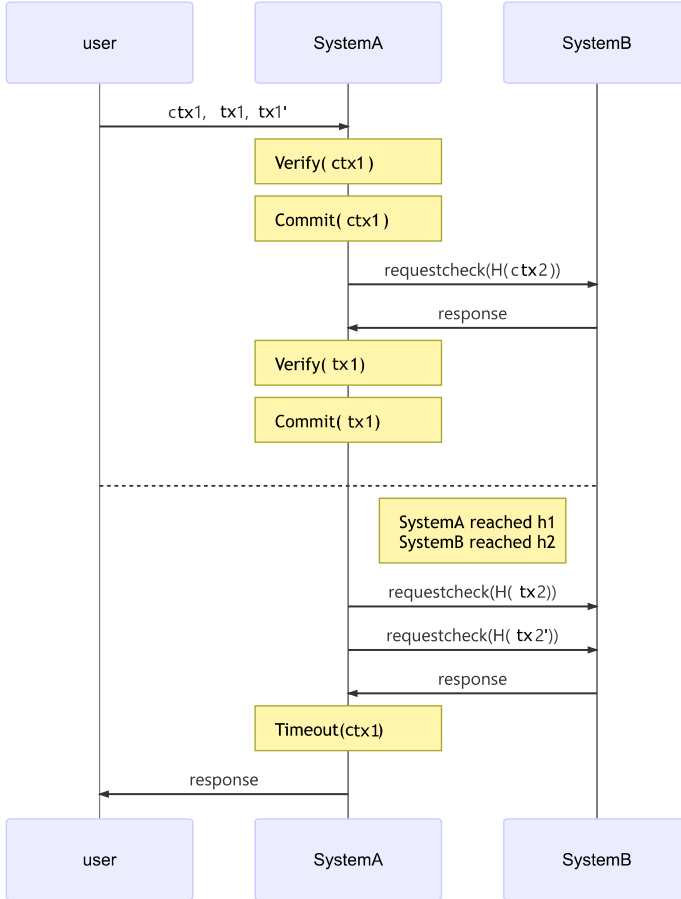 user SystemA SystemB
ctx1, tx1, tx1'
Verify( ctx1 )
Commit( ctx1 )
requestcheck(H( ctx2 ))
response
Verify( tx1)
Commit( tx1)
SystemA reached h1
SystemB reached h2
requestcheck(H( tx2))
requestcheck(H( tx2'))
response
Timeout(ctx1)
response
user SystemA SystemB